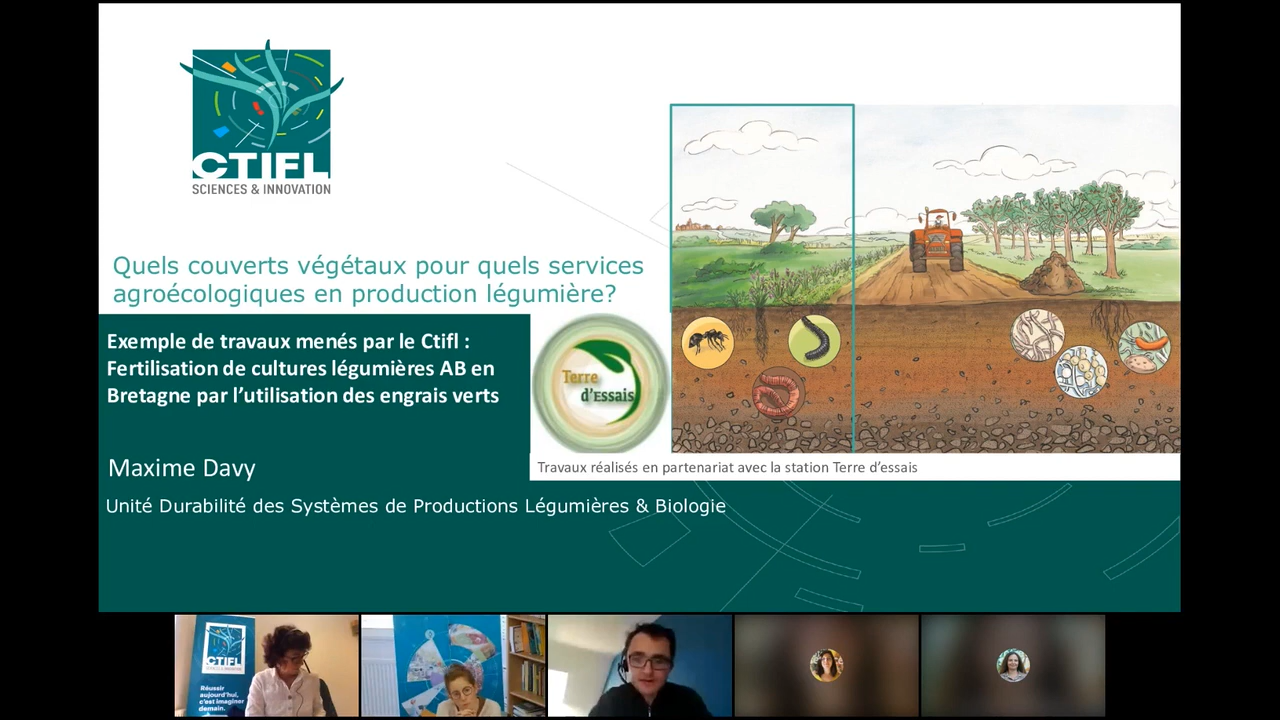 CTIFL
SCIENCES & INNOVATION
Quels couverts végétaux pour quels services
agroécologiques en production légumière?
Exemple de travaux menés par le Ctifl :
Fertilisation de cultures légumières AB en
Bretagne par l'utilisation des engrais verts
Terre
d'Essais
Maxime Davy
Travaux réalisés en partenariat avec la station Terre d'essais
Unité Durabilité des Systèmes de Productions Légumières & Biologie
CTIFL
Réussir
aujourd'hui,
c'est imaginer
demain.